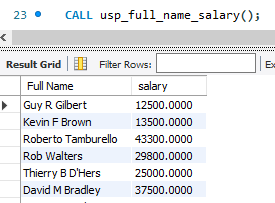 23 CALL usp_full_name_salary();
Result Grid Filter Rows: Ex
Full Name salary
Guy R Gilbert 12500.0000
Kevin F Brown 13500.0000
Roberto Tamburello 43300.0000
Rob Walters 29800.0000
Thierry B D'Hers 25000.0000
David M Bradley 37500.0000